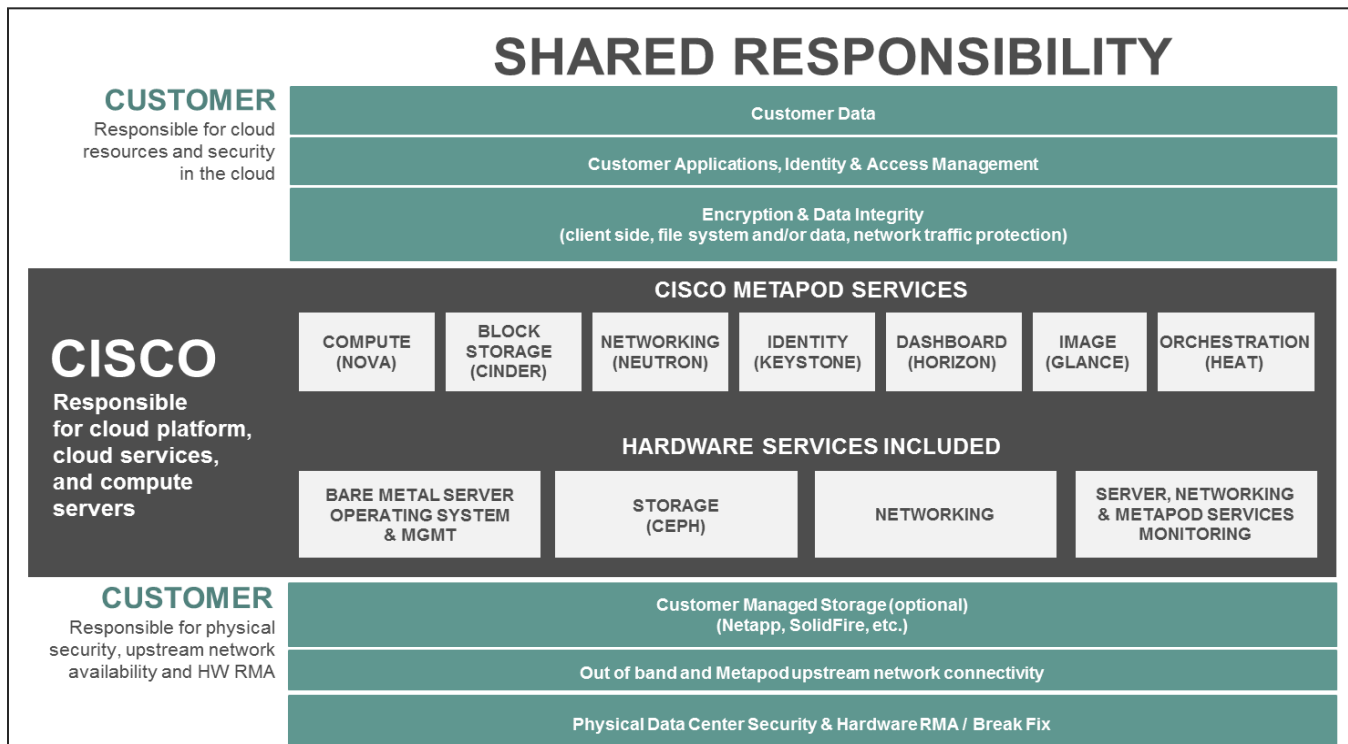 SHARED RESPONSIBILITY
CUSTOMER
Responsible for cloud
resources and security
in the cloud
Customer Data
Customer Applications, Identity & Access Management
Encryption & Data Integrity
(client side, file system and/or data, network traffic protection)
CISCO
Responsible
for cloud platform,
cloud services,
and compute
servers
CISCO METAPOD SERVICES
COMPUTE
(NOVA)
BLOCK
STORAGE
(CINDER)
NETWORKING
(NEUTRON)
IDENTITY
(KEYSTONE)
DASHBOARD
(HORIZON)
IMAGE
(GLANCE)
ORCHESTRATION
(HEAT)
HARDWARE SERVICES INCLUDED
BARE METAL SERVER
OPERATING SYSTEM
& MGMT
STORAGE
(CEPH)
NETWORKING
SERVER, NETWORKING
& METAPOD SERVICES
MONITORING
CUSTOMER
Responsible for physical
security, upstream network
availability and HW RMA
Customer Managed Storage (optional)
(Netapp, SolidFire, etc.)
Out of band and Metapod upstream network connectivity
Physical Data Center Security & Hardware RMA / Break Fix